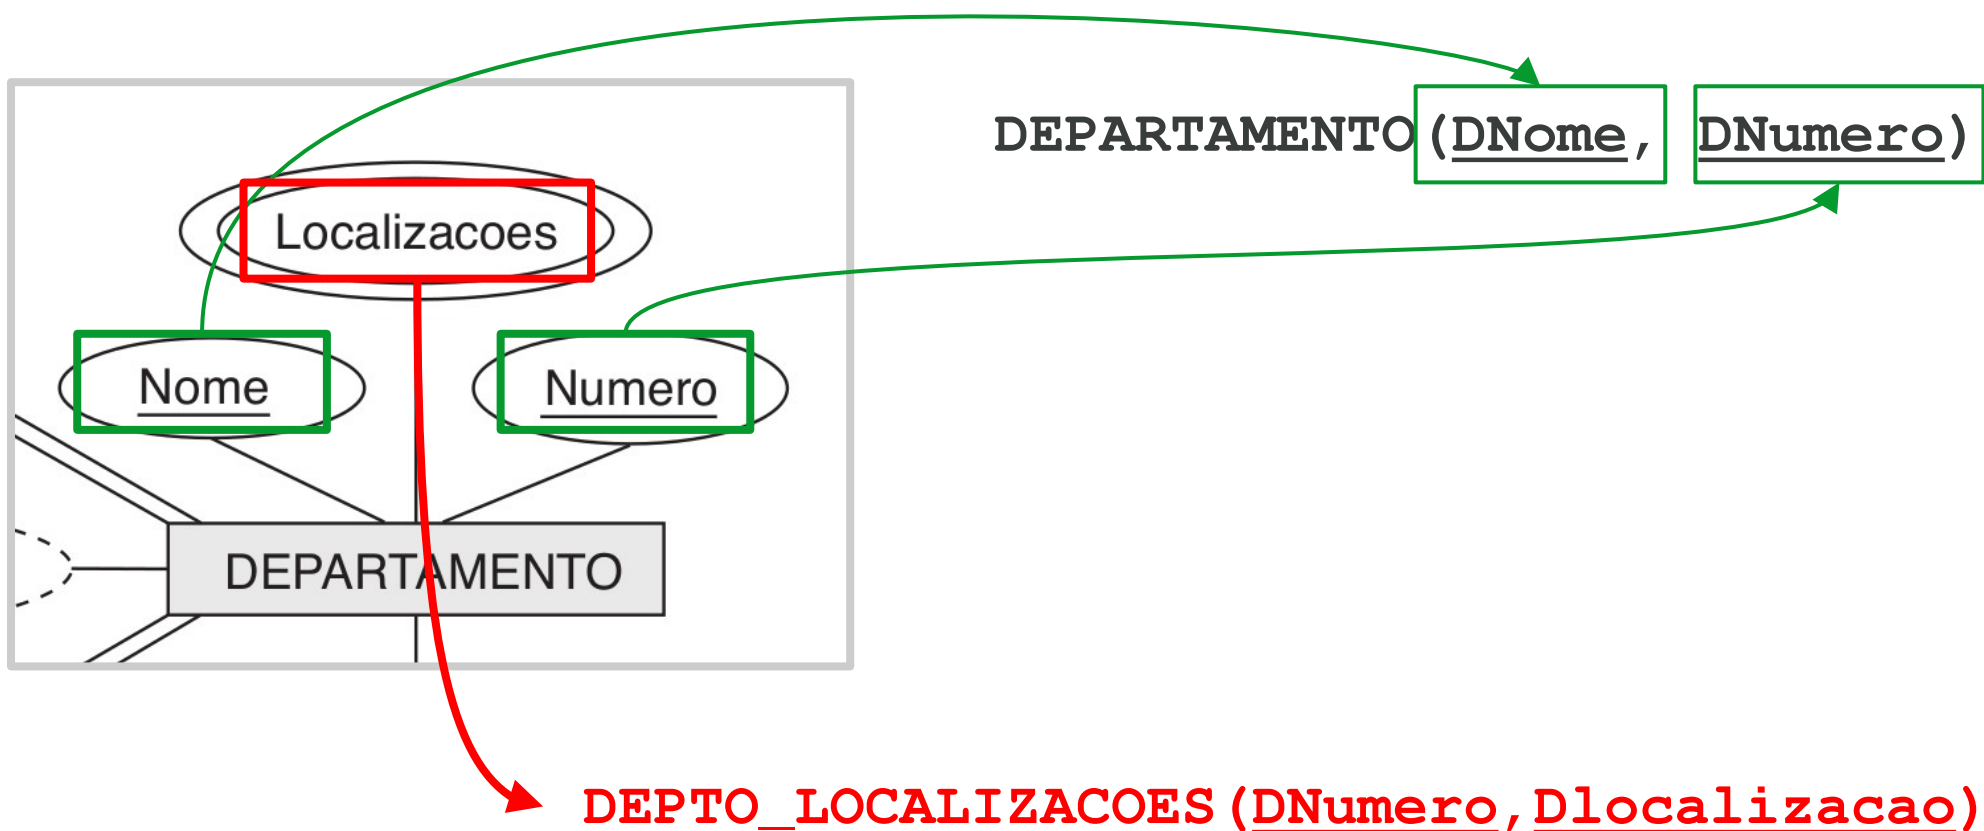 DEPARTAMENTO(DNome, DNumero)
Localizacoes
Nome
Numero
DEPARTAMENTO
DEPTO_LOCALIZACOES(DNumero,Dlocalizacao)